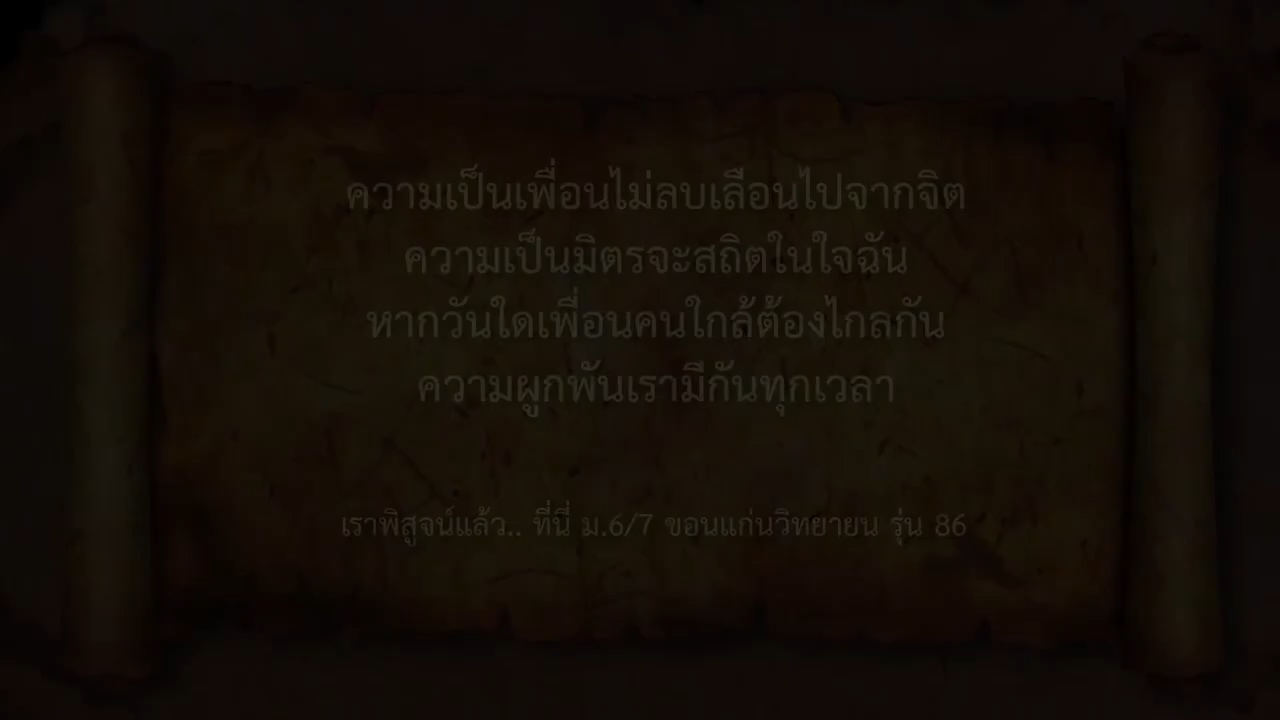 ความเป็นเพื่อนไม่ลบเลือนไปจากจิต
ความเป็นมิตรจะสถิตในใจฉัน
หากวันใดเพื่อนคนใกล้ต้องไกลกัน
ความผูกพันเรามีกันทุกเวลา
เราพิสูจน์แล้ว.. ที่นี่ ม.6/7 ขอนแก่นวิทยายน รุ่น 86